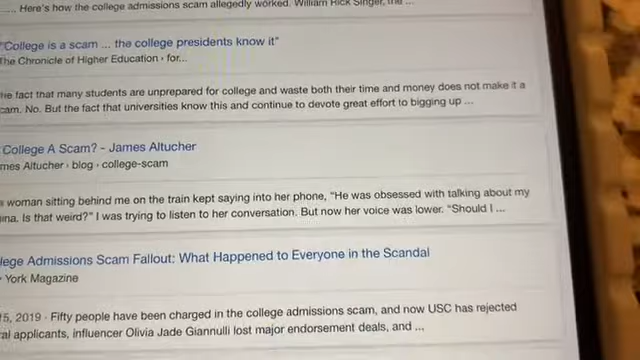 ... Here's how the college admissions scam allegedly worked. William Rick Singer, the ...
"College is a scam ... the college presidents know it"
The Chronicle of Higher Education › for...
he fact that many students are unprepared for college and waste both their time and money does not make it a
cam. No. But the fact that universities know this and continue to devote great effort to bigging up ...
College A Scam? - James Altucher
mes Altucher › blog › college-scam
a woman sitting behind me on the train kept saying into her phone, "He was obsessed with talking about my
ina. Is that weird?" I was trying to listen to her conversation. But now her voice was lower. "Should I ...
lege Admissions Scam Fallout: What Happened to Everyone in the Scandal
York Magazine
5, 2019 · Fifty people have been charged in the college admissions scam, and now USC has rejected
al applicants, influencer Olivia Jade Giannulli lost major endorsement deals, and ...